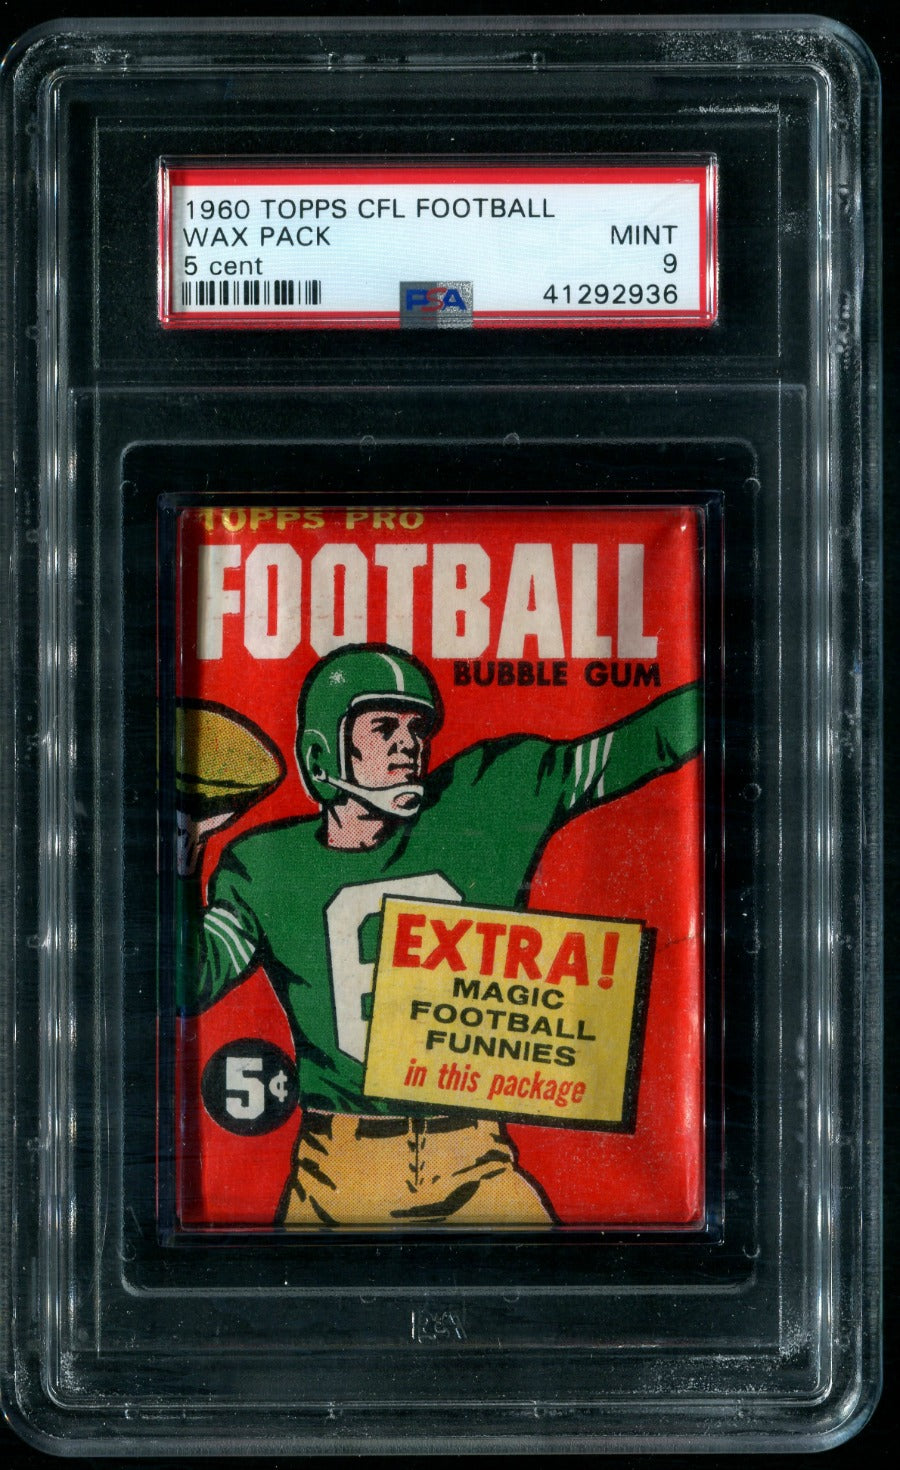 1960 TOPPS CFL FOOTBALL
WAX PACK MINT
5 cent 9
PSA 41292936
TOPPS PRO
FOOTBALL
BUBBLE GUM
6
EXTRA!
MAGIC
FOOTBALL
FUNNIES
in this package
5¢